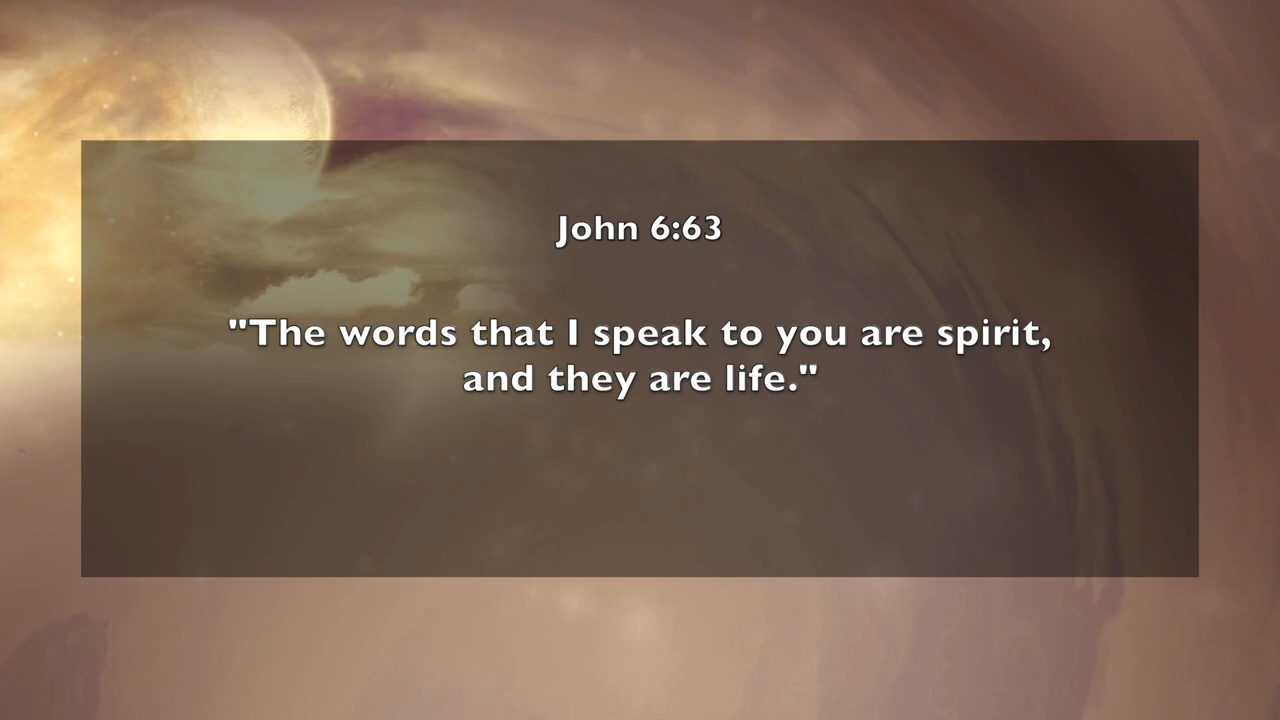 John 6:63
"The words that I speak to you are spirit,
and they are life."